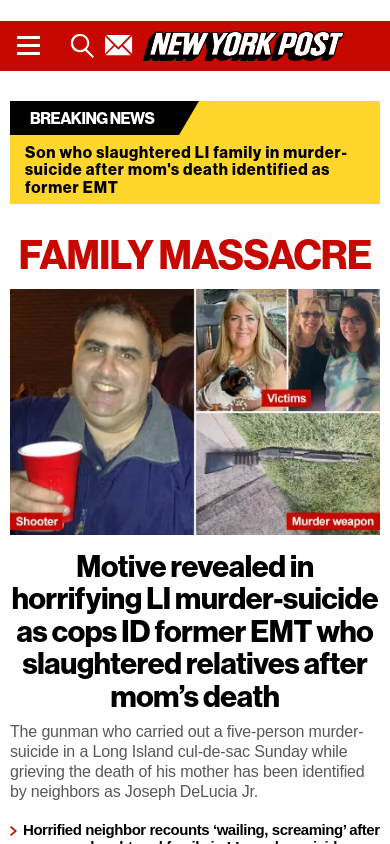 NEW YORK POST
BREAKING NEWS
Son who slaughtered LI family in murder-
suicide after mom's death identified as
former EMT
FAMILY MASSACRE
Victims
Shooter
Murder weapon
Motive revealed in
horrifying LI murder-suicide
as cops ID former EMT who
slaughtered relatives after
mom’s death
The gunman who carried out a five-person murder-
suicide in a Long Island cul-de-sac Sunday while
grieving the death of his mother has been identified
by neighbors as Joseph DeLucia Jr.
Horrified neighbor recounts ‘wailing, screaming’ after